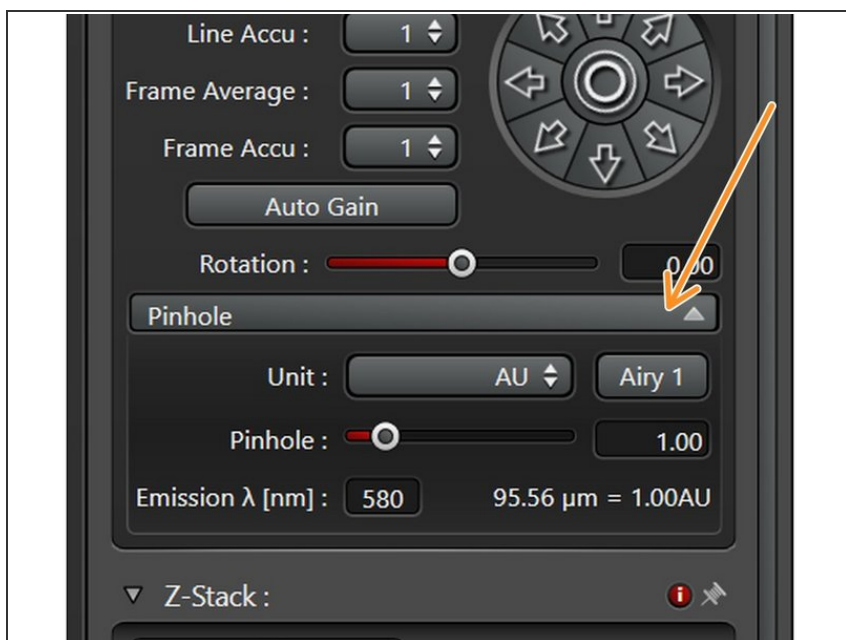 Line Accu : 1
Frame Average : 1
Frame Accu : 1
Auto Gain
Rotation : 0.00
Pinhole
Unit : AU Airy 1
Pinhole : 1.00
Emission λ [nm] : 580 95.56 µm = 1.00AU
Z-Stack :